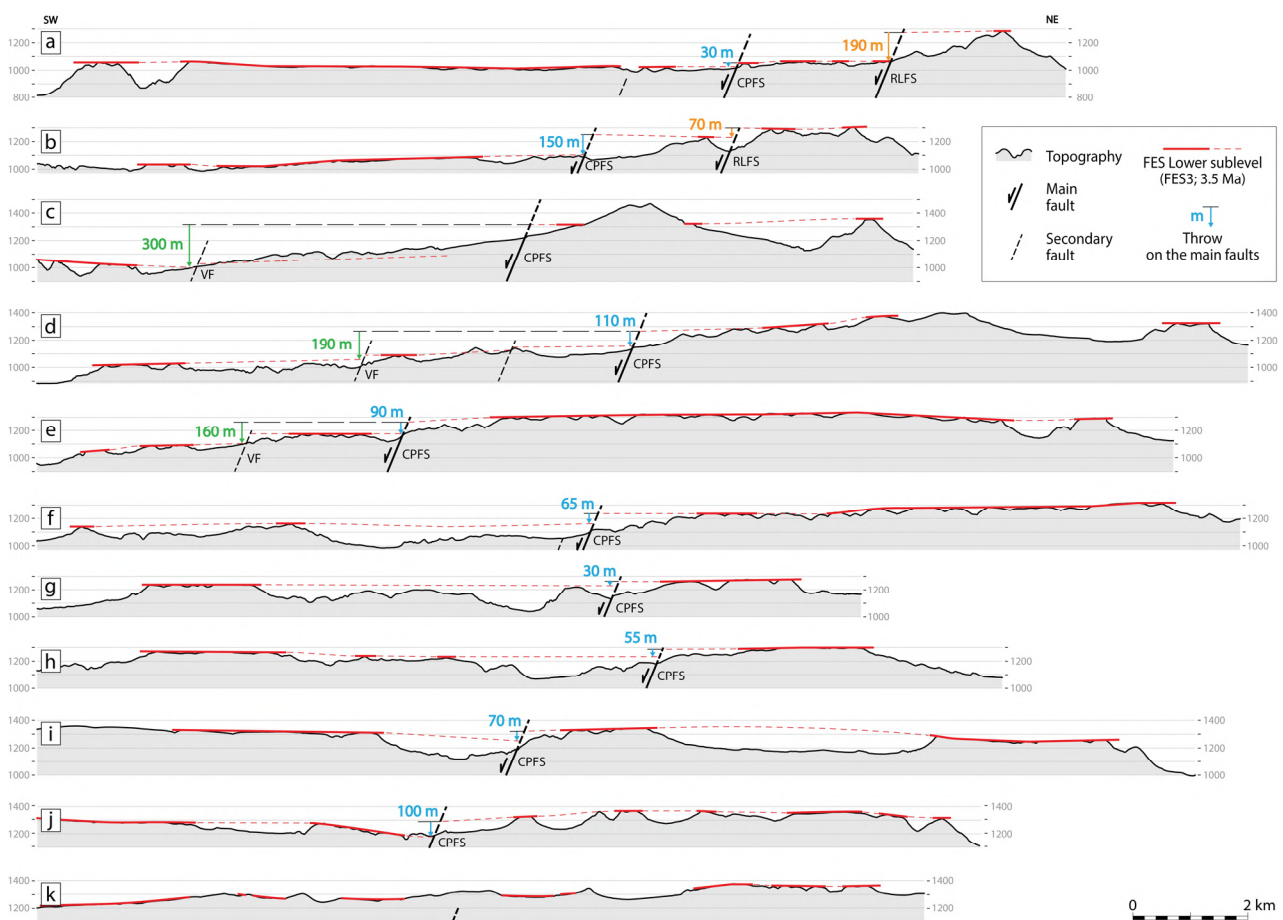 SW
NE
a
1200
1000
800
30 m
CPFS
190 m
RLFS
1200
1000
800
b
1200
1000
150 m
CPFS
70 m
RLFS
1200
1000
Topography
Main
fault
Secondary
fault
FES Lower sublevel
(FES3; 3.5 Ma)
m
Throw
on the main faults
c
1400
1200
1000
300 m
VF
CPFS
1400
1200
1000
d
1400
1200
1000
190 m
VF
110 m
CPFS
1400
1200
1000
e
1200
1000
160 m
VF
90 m
CPFS
1200
1000
f
1200
1000
65 m
CPFS
1200
1000
g
1200
1000
30 m
CPFS
1200
1000
h
1200
1000
55 m
CPFS
1200
1000
i
1400
1200
1000
70 m
CPFS
1400
1200
1000
j
1400
1200
100 m
CPFS
1400
1200
k
1400
1200
1400
1200
0
2 km